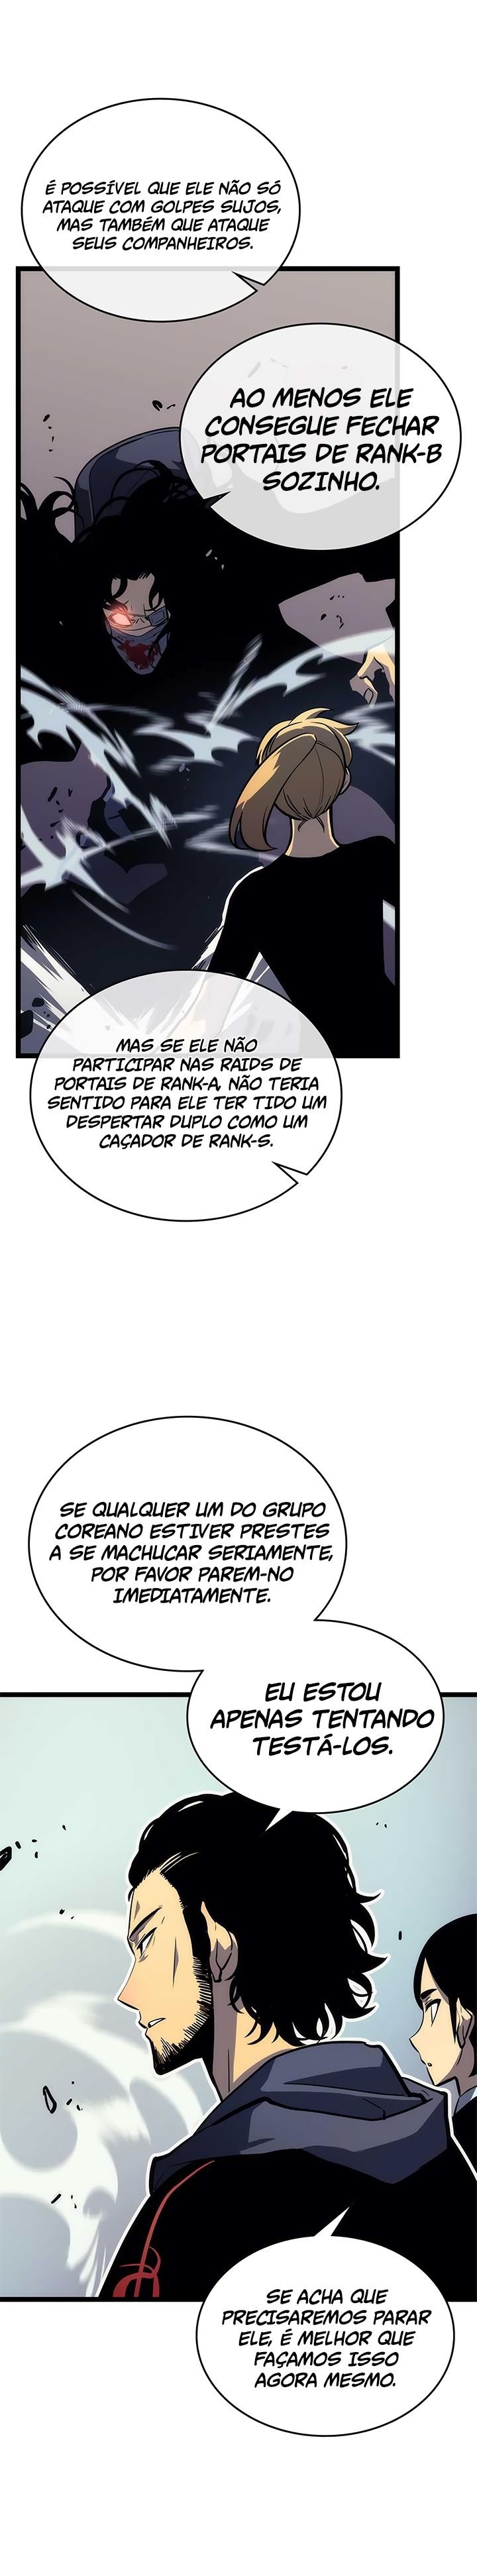 É POSSÍVEL QUE ELE NÃO SÓ
ATAQUE COM GOLPES SUJOS,
MAS TAMBÉM QUE ATAQUE
SEUS COMPANHEIROS.
AO MENOS ELE
CONSEGUE FECHAR
PORTAIS DE RANK-B
SOZINHO.
MAS SE ELE NÃO
PARTICIPAR NAS RAIDS DE
PORTAIS DE RANK-A, NÃO TERIA
SENTIDO PARA ELE TER TIDO UM
DESPERTAR DUPLO COMO UM
CAÇADOR DE RANK-S.
SE QUALQUER UM DO GRUPO
COREANO ESTIVER PRESTES
A SE MACHUCAR SERIAMENTE,
POR FAVOR PAREM-NO
IMEDIATAMENTE.
EU ESTOU
APENAS TENTANDO
TESTÁ-LOS.
SE ACHA QUE
PRECISAREMOS PARAR
ELE, É MELHOR QUE
FAÇAMOS ISSO
AGORA MESMO.